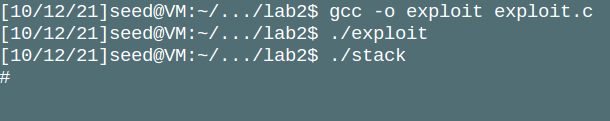 [10/12/21]seed@VM:~/.../lab2$ gcc -o exploit exploit.c
[10/12/21]seed@VM:~/.../lab2$ ./exploit
[10/12/21]seed@VM:~/.../lab2$ ./stack
#